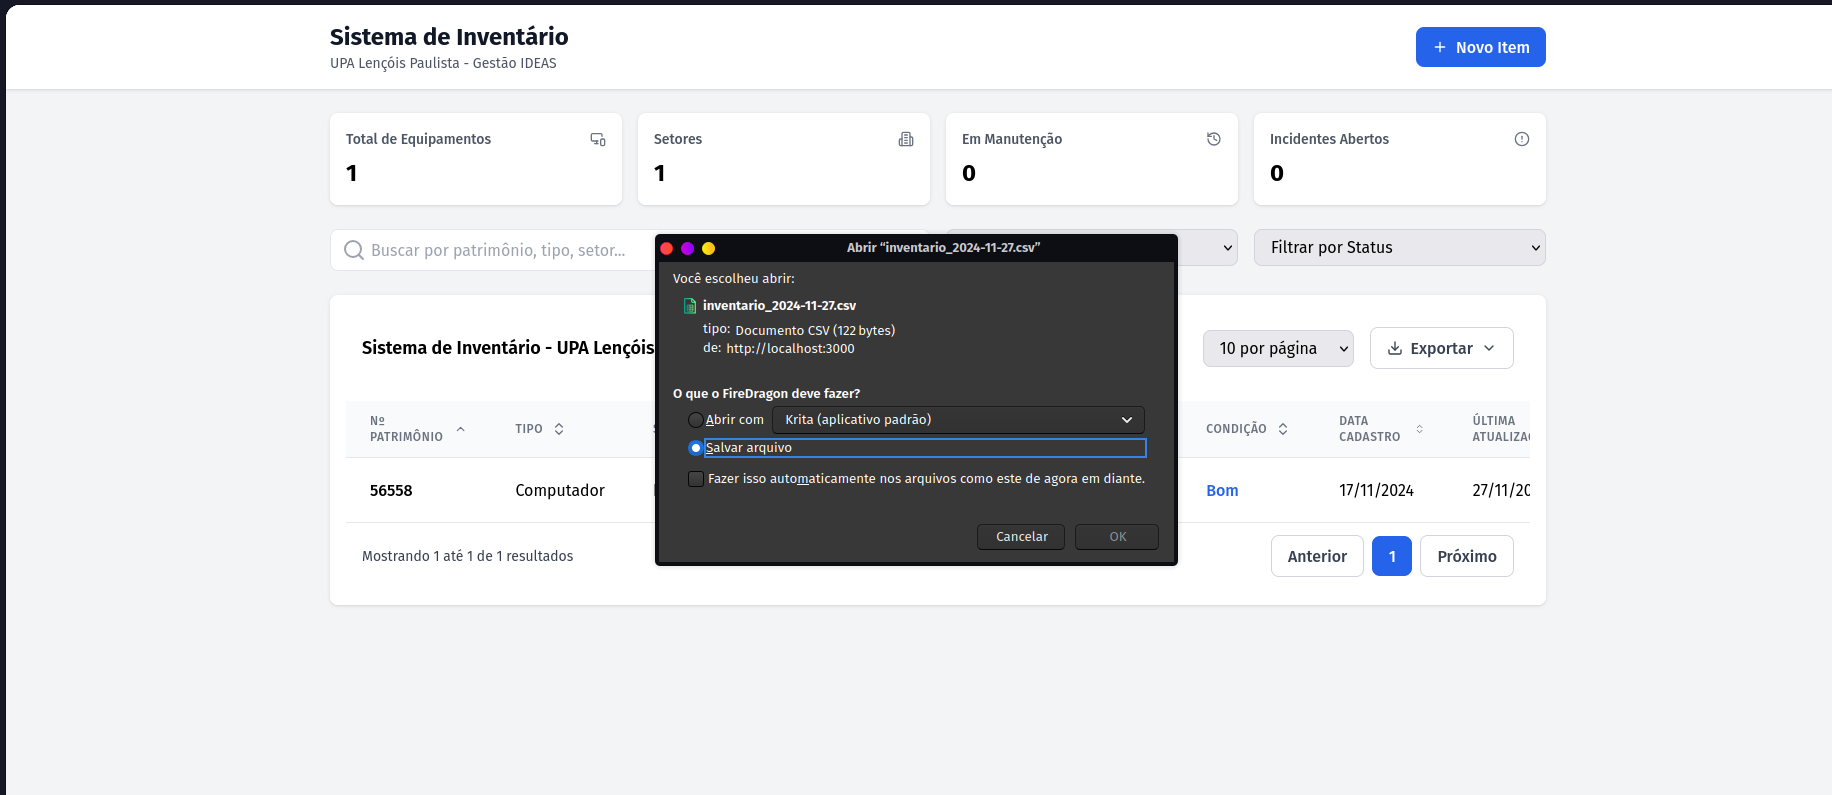 Sistema de Inventário
UPA Lençóis Paulista - Gestão IDEAS
+ Novo Item
Total de Equipamentos
1
Setores
1
Em Manutenção
0
Incidentes Abertos
0
Buscar por patrimônio, tipo, setor...
Filtrar por Status
Sistema de Inventário - UPA Lençóis
10 por página
Exportar
Nº PATRIMÔNIO
TIPO
CONDIÇÃO
DATA CADASTRO
ÚLTIMA
56558
Computador
Bom
17/11/2024
27/11/20
Mostrando 1 até 1 de 1 resultados
Anterior
1
Próximo
Abrir “inventario_2024-11-27.csv”
Você escolheu abrir:
inventario_2024-11-27.csv
tipo: Documento CSV (122 bytes)
de: http://localhost:3000
O que o FireDragon deve fazer?
Abrir com
Krita (aplicativo padrão)
Salvar arquivo
Fazer isso automaticamente nos arquivos como este de agora em diante.
Cancelar
OK